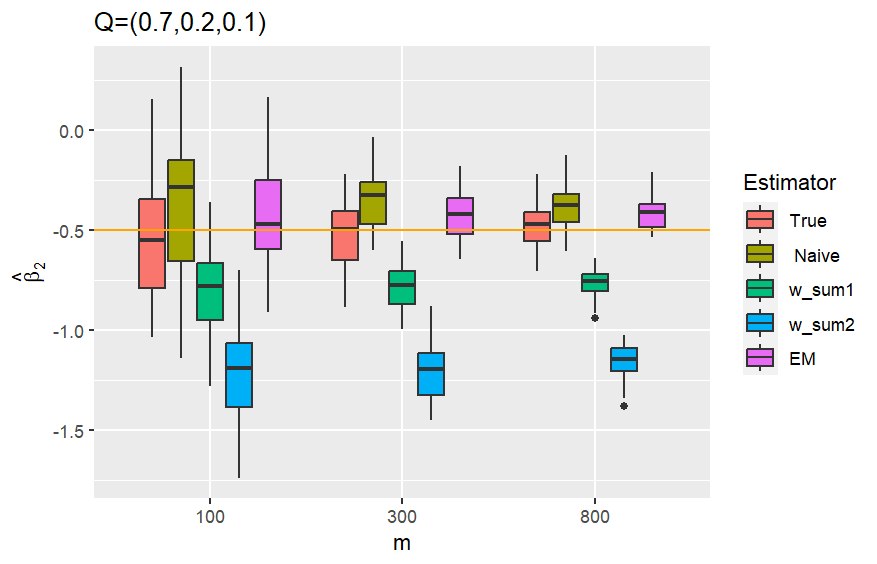 Q=(0.7,0.2,0.1)
0.0
-0.5
-1.0
-1.5
β̂₂
100
300
800
m
Estimator
True
Naive
w_sum1
w_sum2
EM